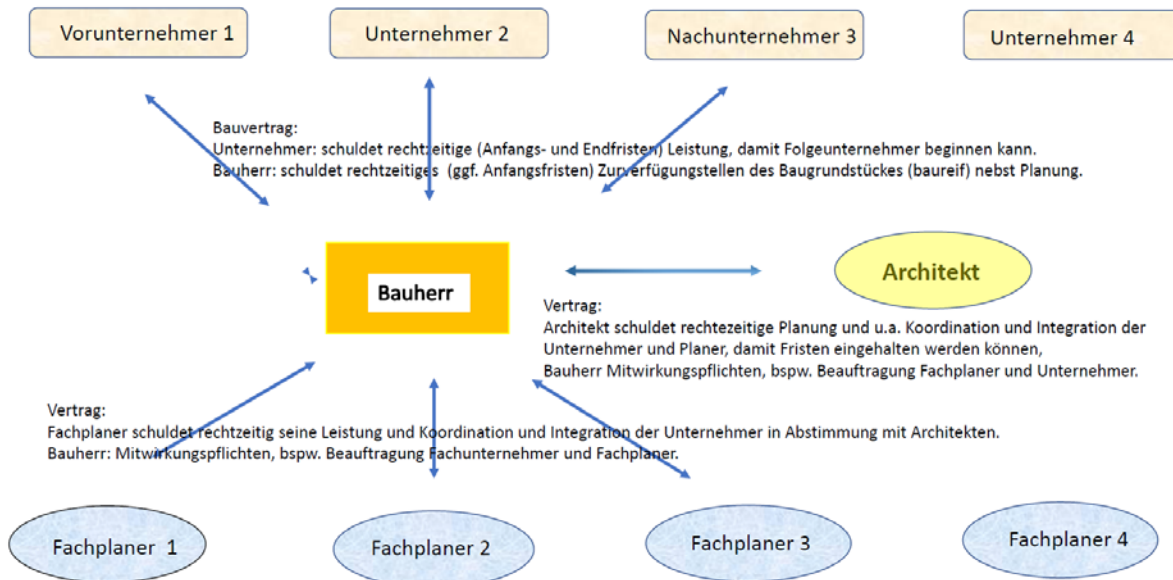 Vorunternehmer 1
Unternehmer 2
Nachunternehmer 3
Unternehmer 4
Bauvertrag:
Unternehmer: schuldet rechtzeitige (Anfangs- und Endfristen) Leistung, damit Folgeunternehmer beginnen kann.
Bauherr: schuldet rechtzeitiges (ggf. Anfangsfristen) Zurverfügungstellen des Baugrundstückes (baureif) nebst Planung.
Bauherr
Architekt
Vertrag:
Architekt schuldet rechtezeitige Planung und u.a. Koordination und Integration der
Unternehmer und Planer, damit Fristen eingehalten werden können,
Bauherr Mitwirkungspflichten, bspw. Beauftragung Fachplaner und Unternehmer.
Vertrag:
Fachplaner schuldet rechtzeitig seine Leistung und Koordination und Integration der Unternehmer in Abstimmung mit Architekten.
Bauherr: Mitwirkungspflichten, bspw. Beauftragung Fachunternehmer und Fachplaner.
Fachplaner 1
Fachplaner 2
Fachplaner 3
Fachplaner 4